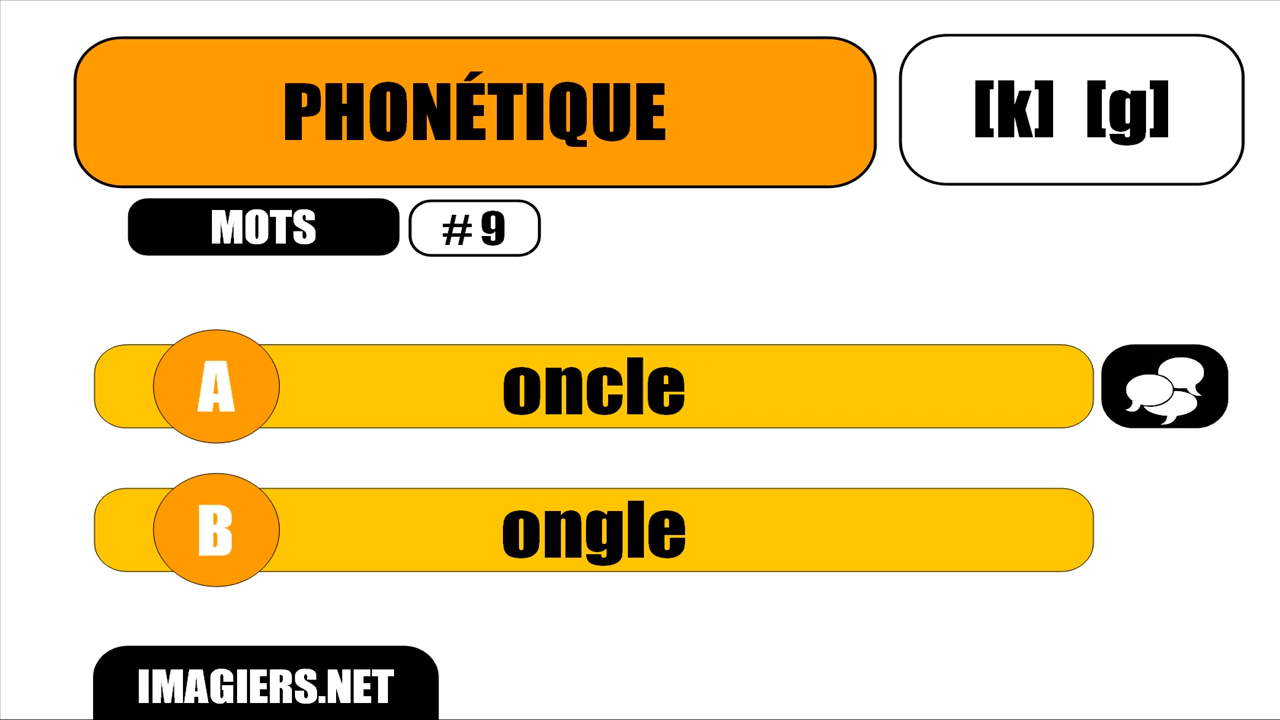 PHONÉTIQUE
[k] [g]
MOTS
# 9
A
oncle
B
ongle
IMAGIERS.NET